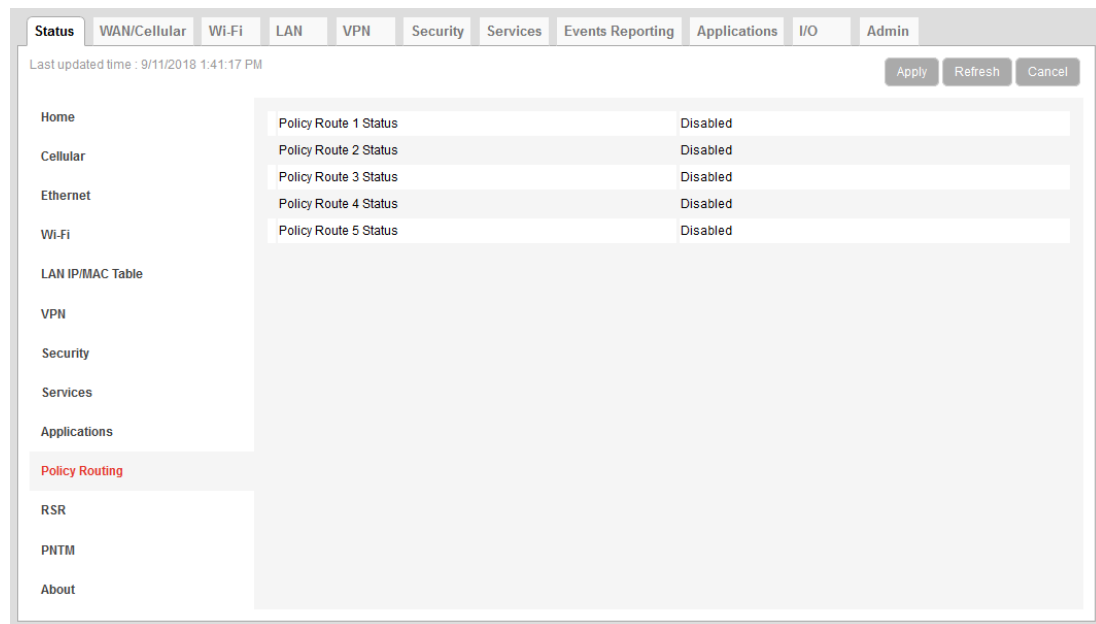 Status WAN/Cellular Wi-Fi LAN VPN Security Services Events Reporting Applications I/O Admin
Last updated time : 9/11/2018 1:41:17 PM
Apply Refresh Cancel
Home
Cellular
Ethernet
Wi-Fi
LAN IP/MAC Table
VPN
Security
Services
Applications
Policy Routing
RSR
PNTM
About
Policy Route 1 Status Disabled
Policy Route 2 Status Disabled
Policy Route 3 Status Disabled
Policy Route 4 Status Disabled
Policy Route 5 Status Disabled